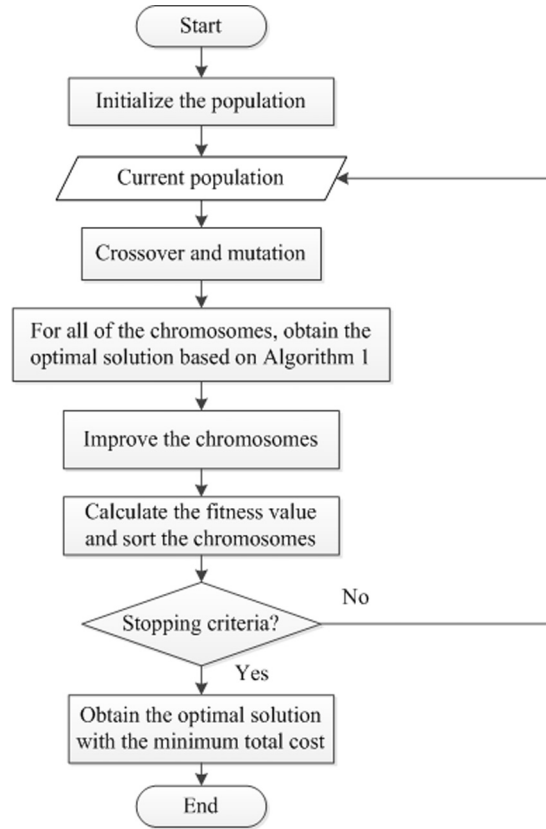 Start
Initialize the population
Current population
Crossover and mutation
For all of the chromosomes, obtain the
optimal solution based on Algorithm 1
Improve the chromosomes
Calculate the fitness value
and sort the chromosomes
Stopping criteria?
No
Yes
Obtain the optimal solution
with the minimum total cost
End